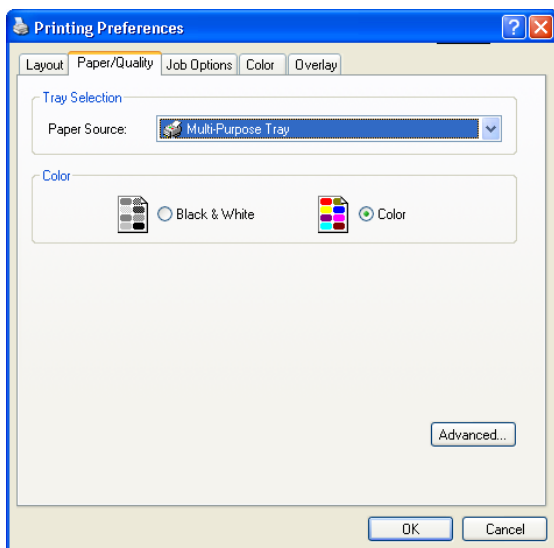 Printing Preferences
Layout Paper/Quality Job Options Color Overlay
Tray Selection
Paper Source: Multi-Purpose Tray
Color
Black & White Color
Advanced...
OK Cancel